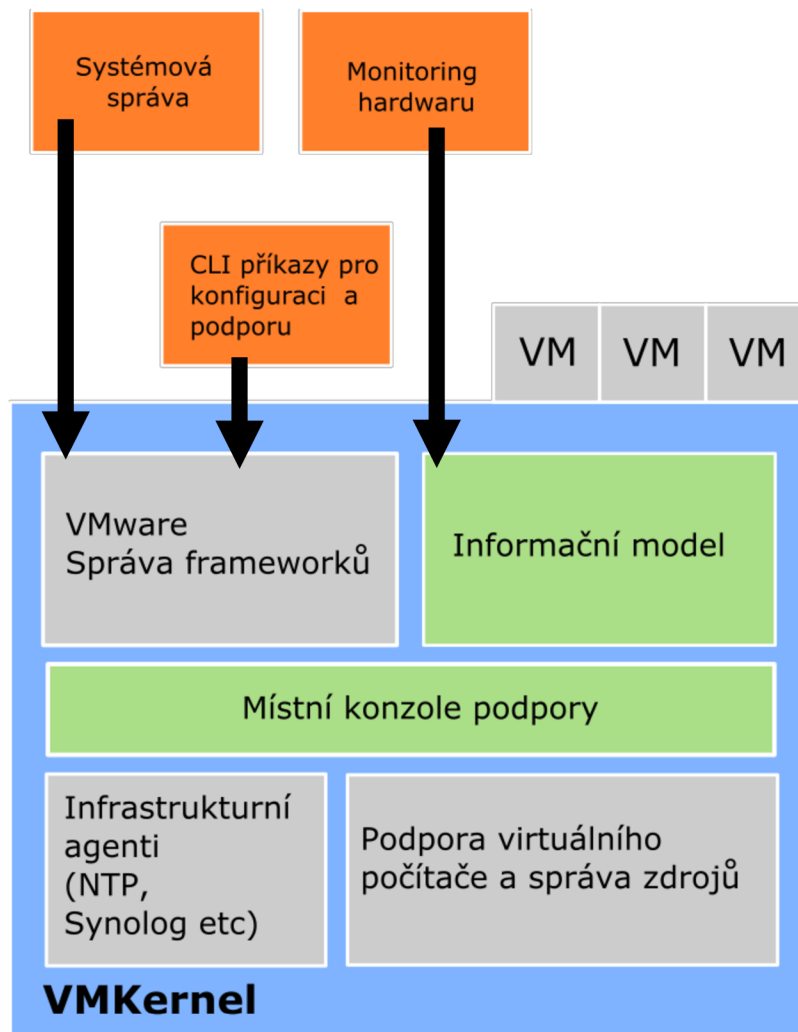 Systémová
správa
Monitoring
hardwaru
CLI příkazy pro
konfiguraci a
podporu
VM
VM
VM
VMware
Správa frameworků
Informační model
Místní konzole podpory
Infrastrukturní
agenti
(NTP,
Synolog etc)
Podpora virtuálního
počítače a správa zdrojů
VMKernel